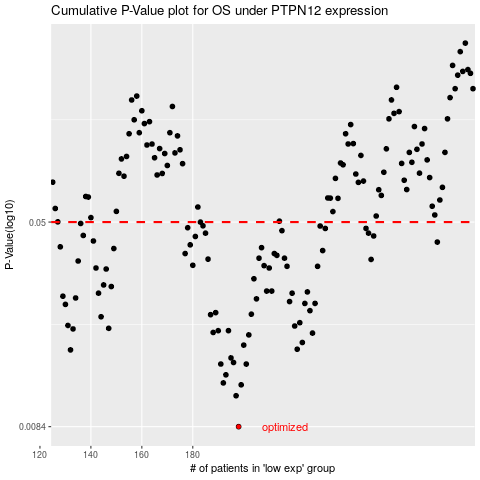 Cumulative P-Value plot for OS under PTPN12 expression
P-Value(log10)
0.05
0.0084
optimized
120 140 160 180
# of patients in 'low exp' group